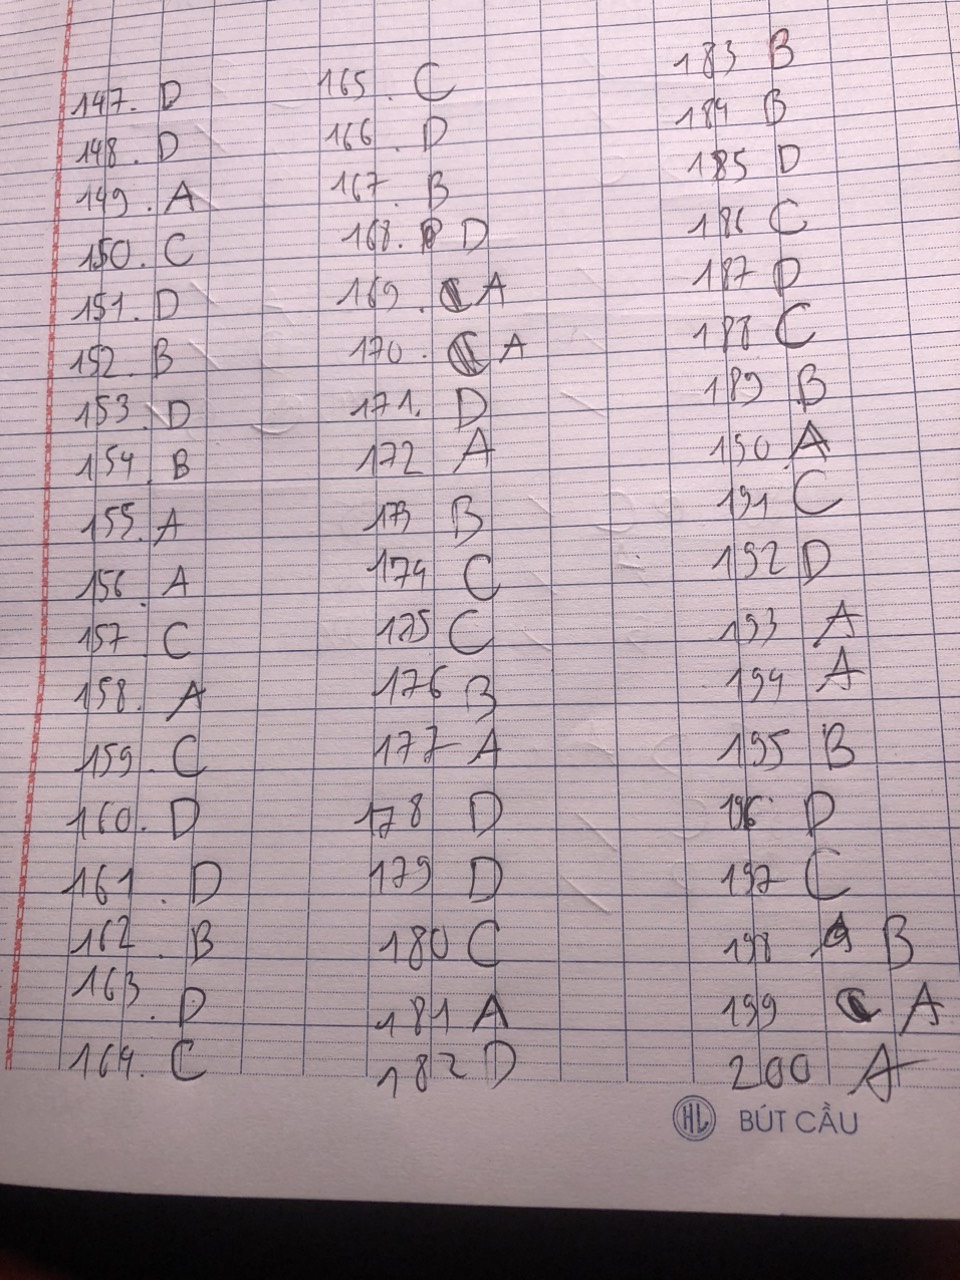 147. D
148. D
149. A
150. C
151. D
152. B
153. D
154. B
155. A
156. A
157. C
158. A
159. C
160. D
161. D
162. B
163. D
164. C
165. C
166. D
167. B
168. D
169. A
170. A
171. D
172 A
173 B
174 C
175 C
176 B
177 A
178 D
179 D
180 C
181 A
182 D
183 B
184 B
185 D
186 C
187 D
188 C
189 B
190 A
191 C
192 D
193 A
194 A
195 B
196 D
197 C
198 B
199 A
200 A
HL BÚT CẦU